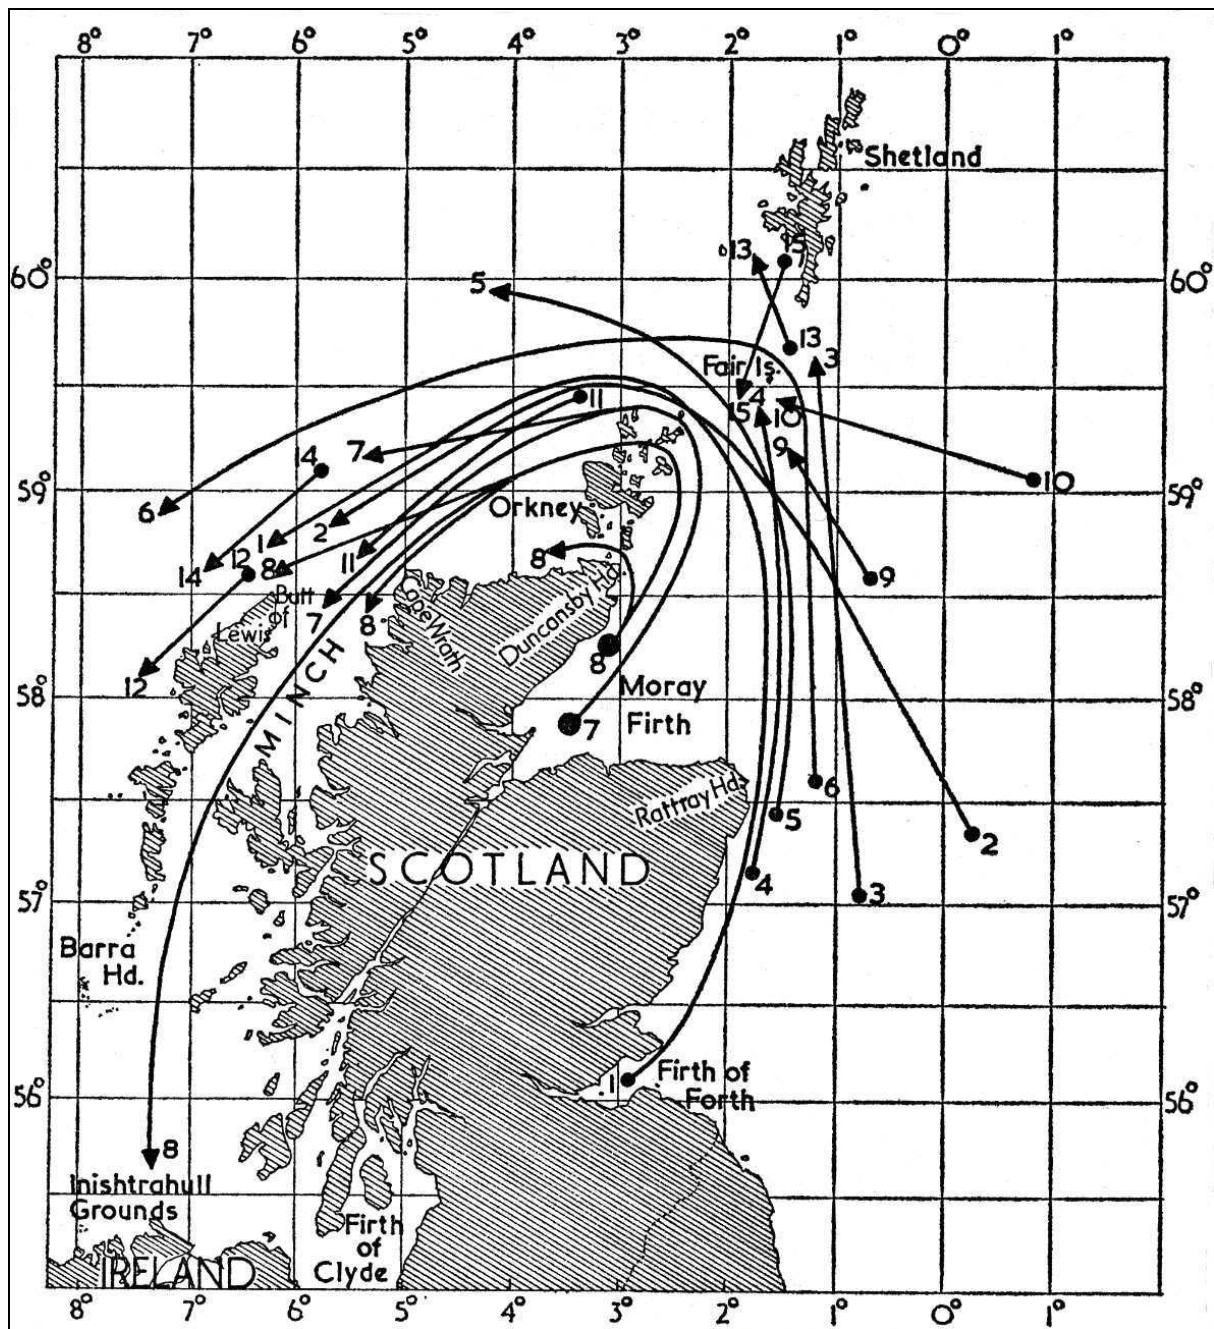 8° 7° 6° 5° 4° 3° 2° 1° 0° 1°
Shetland
15
13
60° 60°
5
13
3
Fair Is.
4
11
15
10
7
9
14
10
59° 59°
6
Orkney
2
1
11
12
8
14
8
9
Butt
of
Lewis
7
8
Cape Wrath
Duncansby Hd.
8
12
MINCH
58° 58°
Moray
Firth
7
6
Rattray Hd.
5
2
SCOTLAND
4
3
57° 57°
Barra
Hd.
1
Firth of
Forth
56° 56°
8
Inishtrahull
Grounds
Firth
of
Clyde
IRELAND
8° 7° 6° 5° 4° 3° 2° 1° 0° 1°